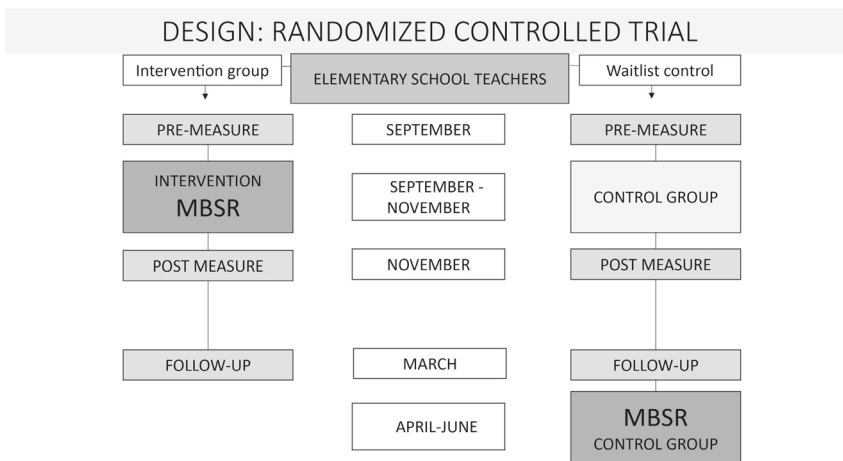 DESIGN: RANDOMIZED CONTROLLED TRIAL
Intervention group
ELEMENTARY SCHOOL TEACHERS
Waitlist control
PRE-MEASURE
SEPTEMBER
PRE-MEASURE
INTERVENTION
MBSR
SEPTEMBER -
NOVEMBER
CONTROL GROUP
POST MEASURE
NOVEMBER
POST MEASURE
FOLLOW-UP
MARCH
FOLLOW-UP
APRIL-JUNE
MBSR
CONTROL GROUP